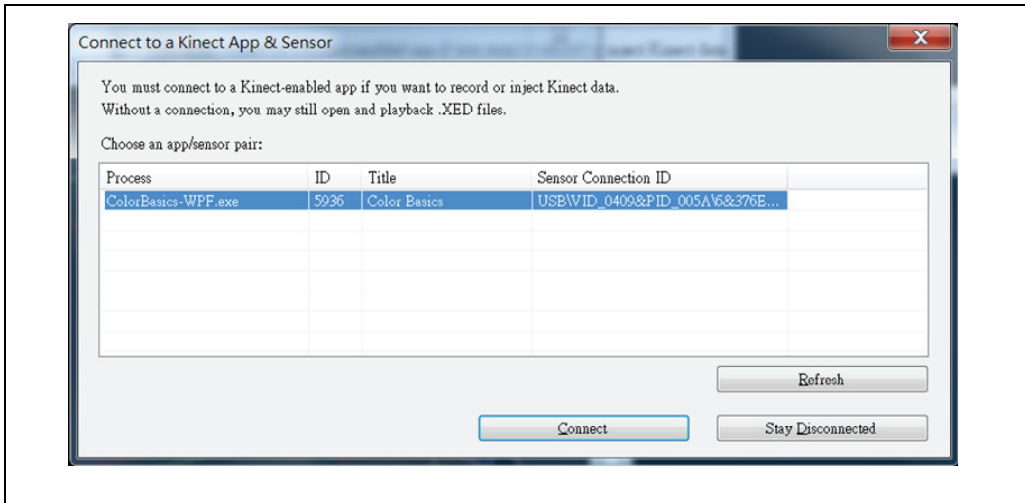 Connect to a Kinect App & Sensor
You must connect to a Kinect-enabled app if you want to record or inject Kinect data.
Without a connection, you may still open and playback .XED files.
Choose an app/sensor pair:
Process ID Title Sensor Connection ID
ColorBasics-WPF.exe 5936 Color Basics USB\VID_0409&PID_005A\6&376E...
Refresh
Connect Stay Disconnected